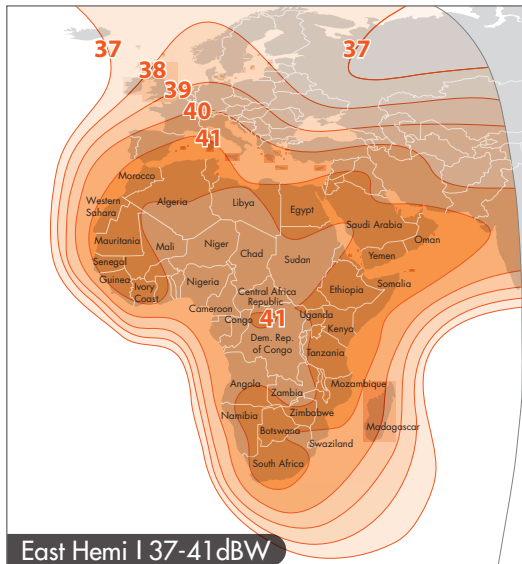 37
37
38
39
40
41
Morocco
Algeria
Libya
Egypt
Western
Sahara
Saudi Arabia
Mauritania
Mali
Niger
Chad
Sudan
Oman
Yemen
Senegal
Guinea
Ivory
Coast
Nigeria
Ethiopia
Somalia
Central Africa
Republic
Cameroon
Congo
41
Uganda
Kenya
Dem. Rep.
of Congo
Tanzania
Angola
Zambia
Mozambique
Namibia
Zimbabwe
Botswana
Madagascar
Swaziland
South Africa
East Hemi I 37-41dBW